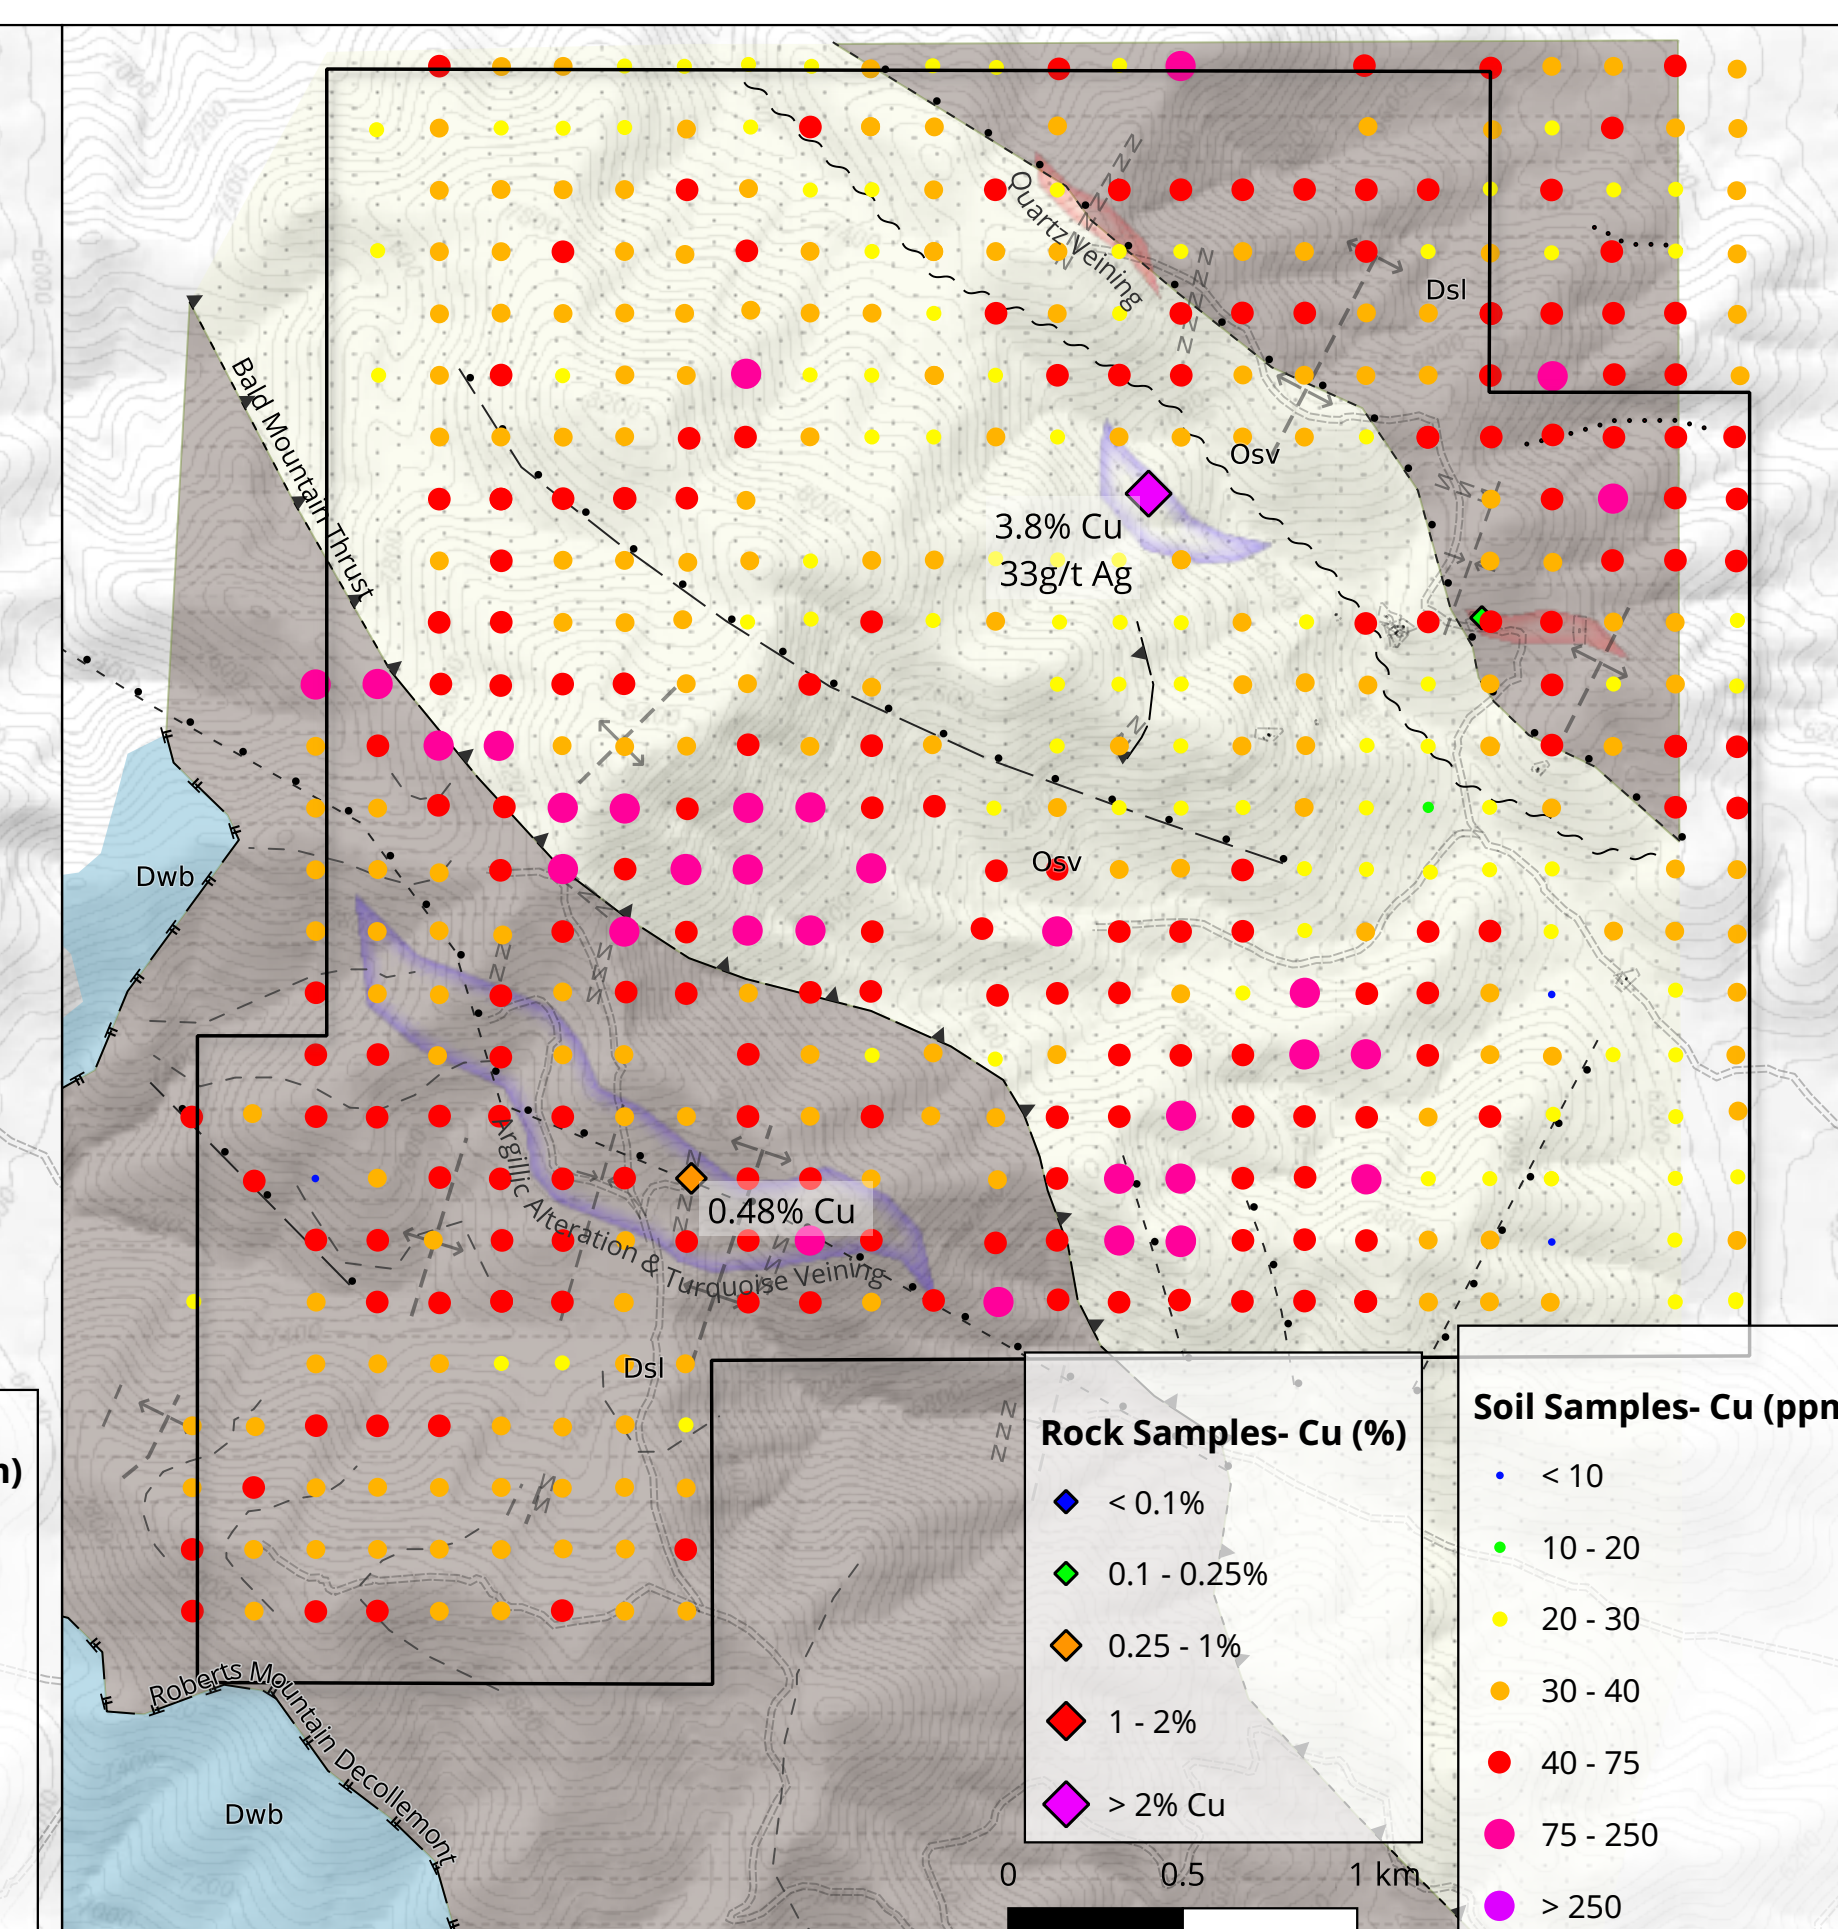 Quartz Veining
Dsl
Bald Mountain Thrust
Osv
3.8% Cu
33g/t Ag
Osv
Dwb
Argillic Alteration & Turquoise Veining
0.48% Cu
Dsl
Roberts Mountain Decollemont
Dwb
Rock Samples- Cu (%)
< 0.1%
0.1 - 0.25%
0.25 - 1%
1 - 2%
> 2% Cu
Soil Samples- Cu (ppm
< 10
10 - 20
20 - 30
30 - 40
40 - 75
75 - 250
> 250
0 0.5 1 km